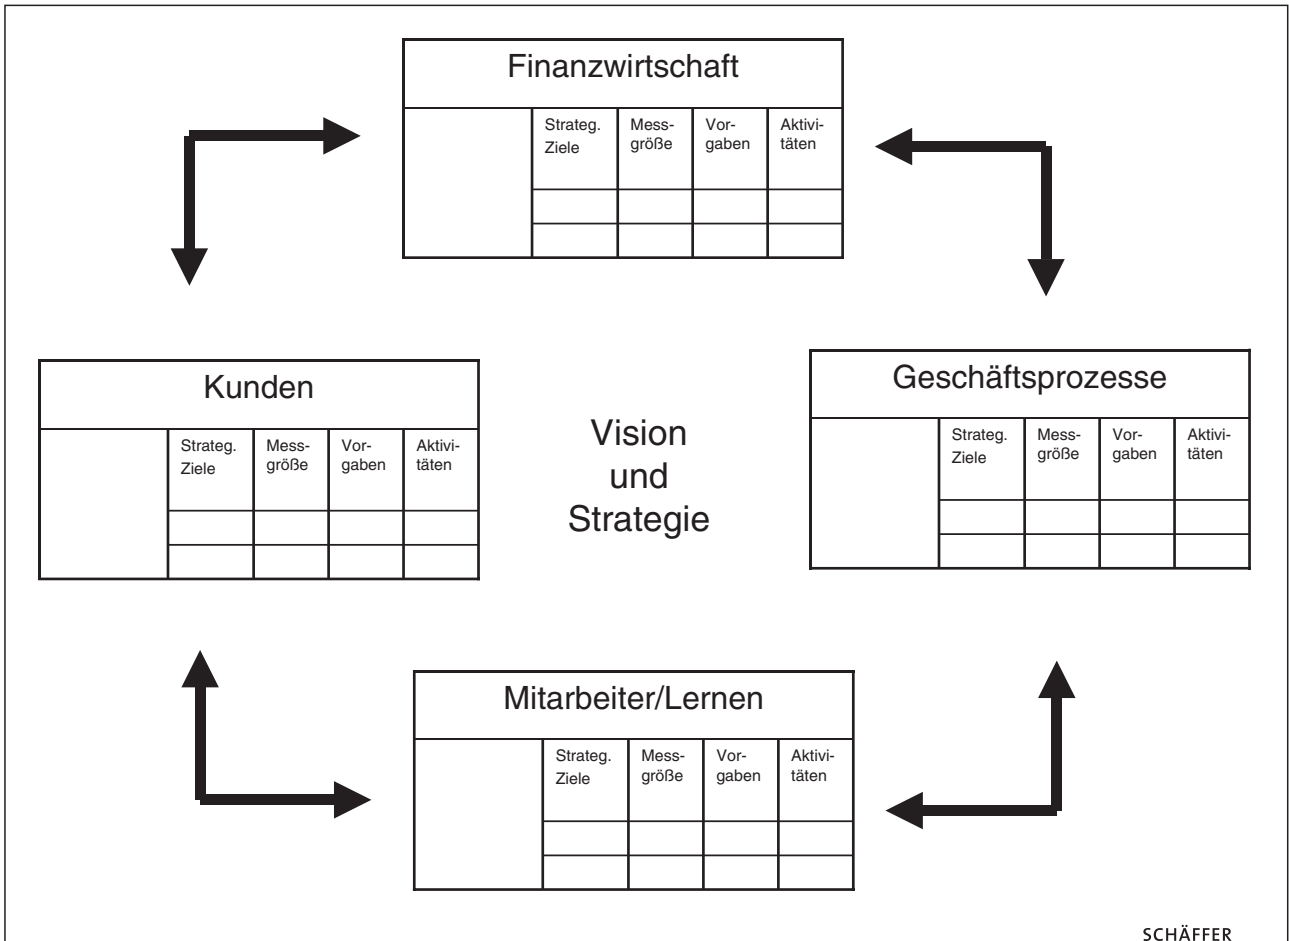 Finanzwirtschaft
Strateg. Mess- Vor- Aktivi-
Ziele größe gaben täten
Kunden
Strateg. Mess- Vor- Aktivi-
Ziele größe gaben täten
Vision
und
Strategie
Geschäftsprozesse
Strateg. Mess- Vor- Aktivi-
Ziele größe gaben täten
Mitarbeiter/Lernen
Strateg. Mess- Vor- Aktivi-
Ziele größe gaben täten
SCHÄFFER